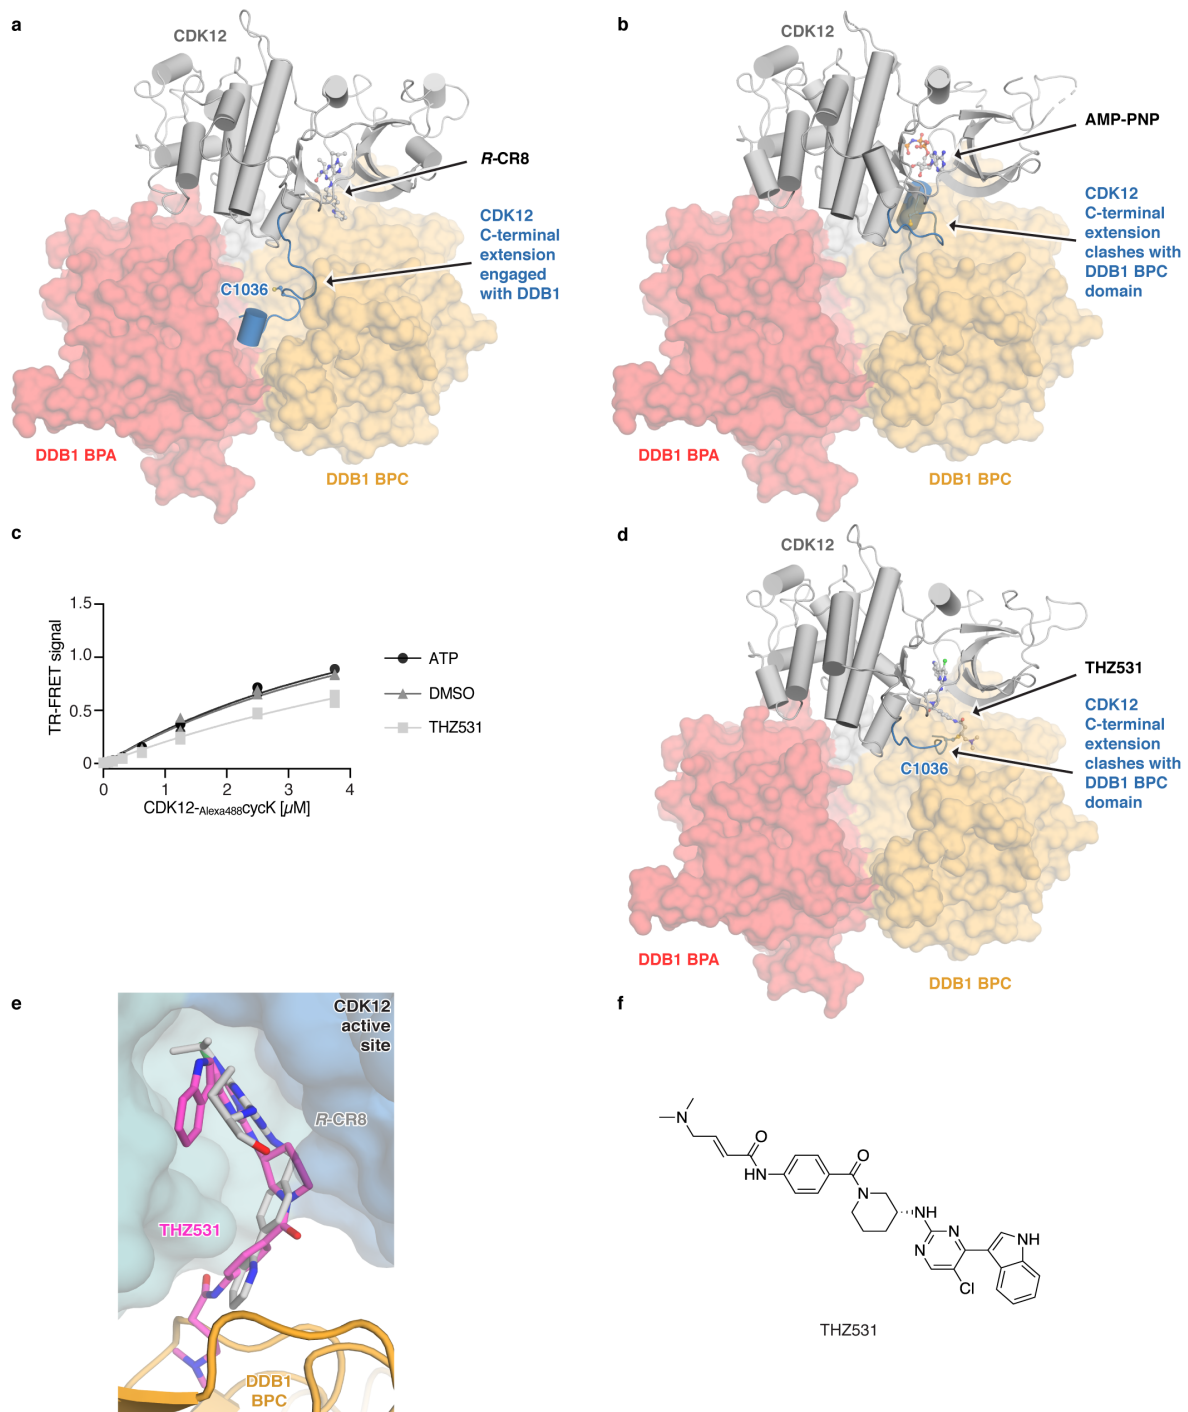 a
CDK12
R-CR8
CDK12
C-terminal
extension
engaged
with DDB1
C1036
DDB1 BPA
DDB1 BPC
b
CDK12
AMP-PNP
CDK12
C-terminal
extension
clashes with
DDB1 BPC
domain
DDB1 BPA
DDB1 BPC
c
TR-FRET signal
1.5
1.0
0.5
0
0
1
2
3
4
CDK12-Alexa488cycK [µM]
ATP
DMSO
THZ531
d
CDK12
THZ531
CDK12
C-terminal
extension
clashes with
DDB1 BPC
domain
C1036
DDB1 BPA
DDB1 BPC
e
CDK12
active
site
R-CR8
THZ531
DDB1
BPC
f
N
O
NH
O
N
NH
N
N
NH
Cl
THZ531